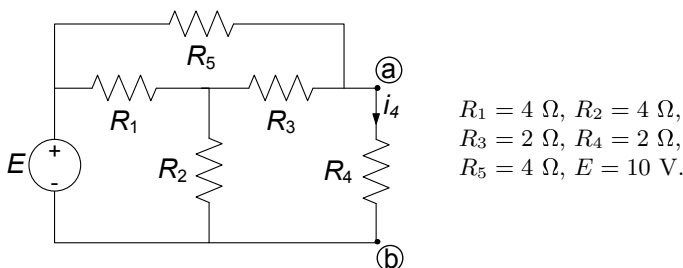 R5
a
R1
R3
i4
E
+
-
R2
R4
b
R1 = 4 Ω, R2 = 4 Ω,
R3 = 2 Ω, R4 = 2 Ω,
R5 = 4 Ω, E = 10 V.